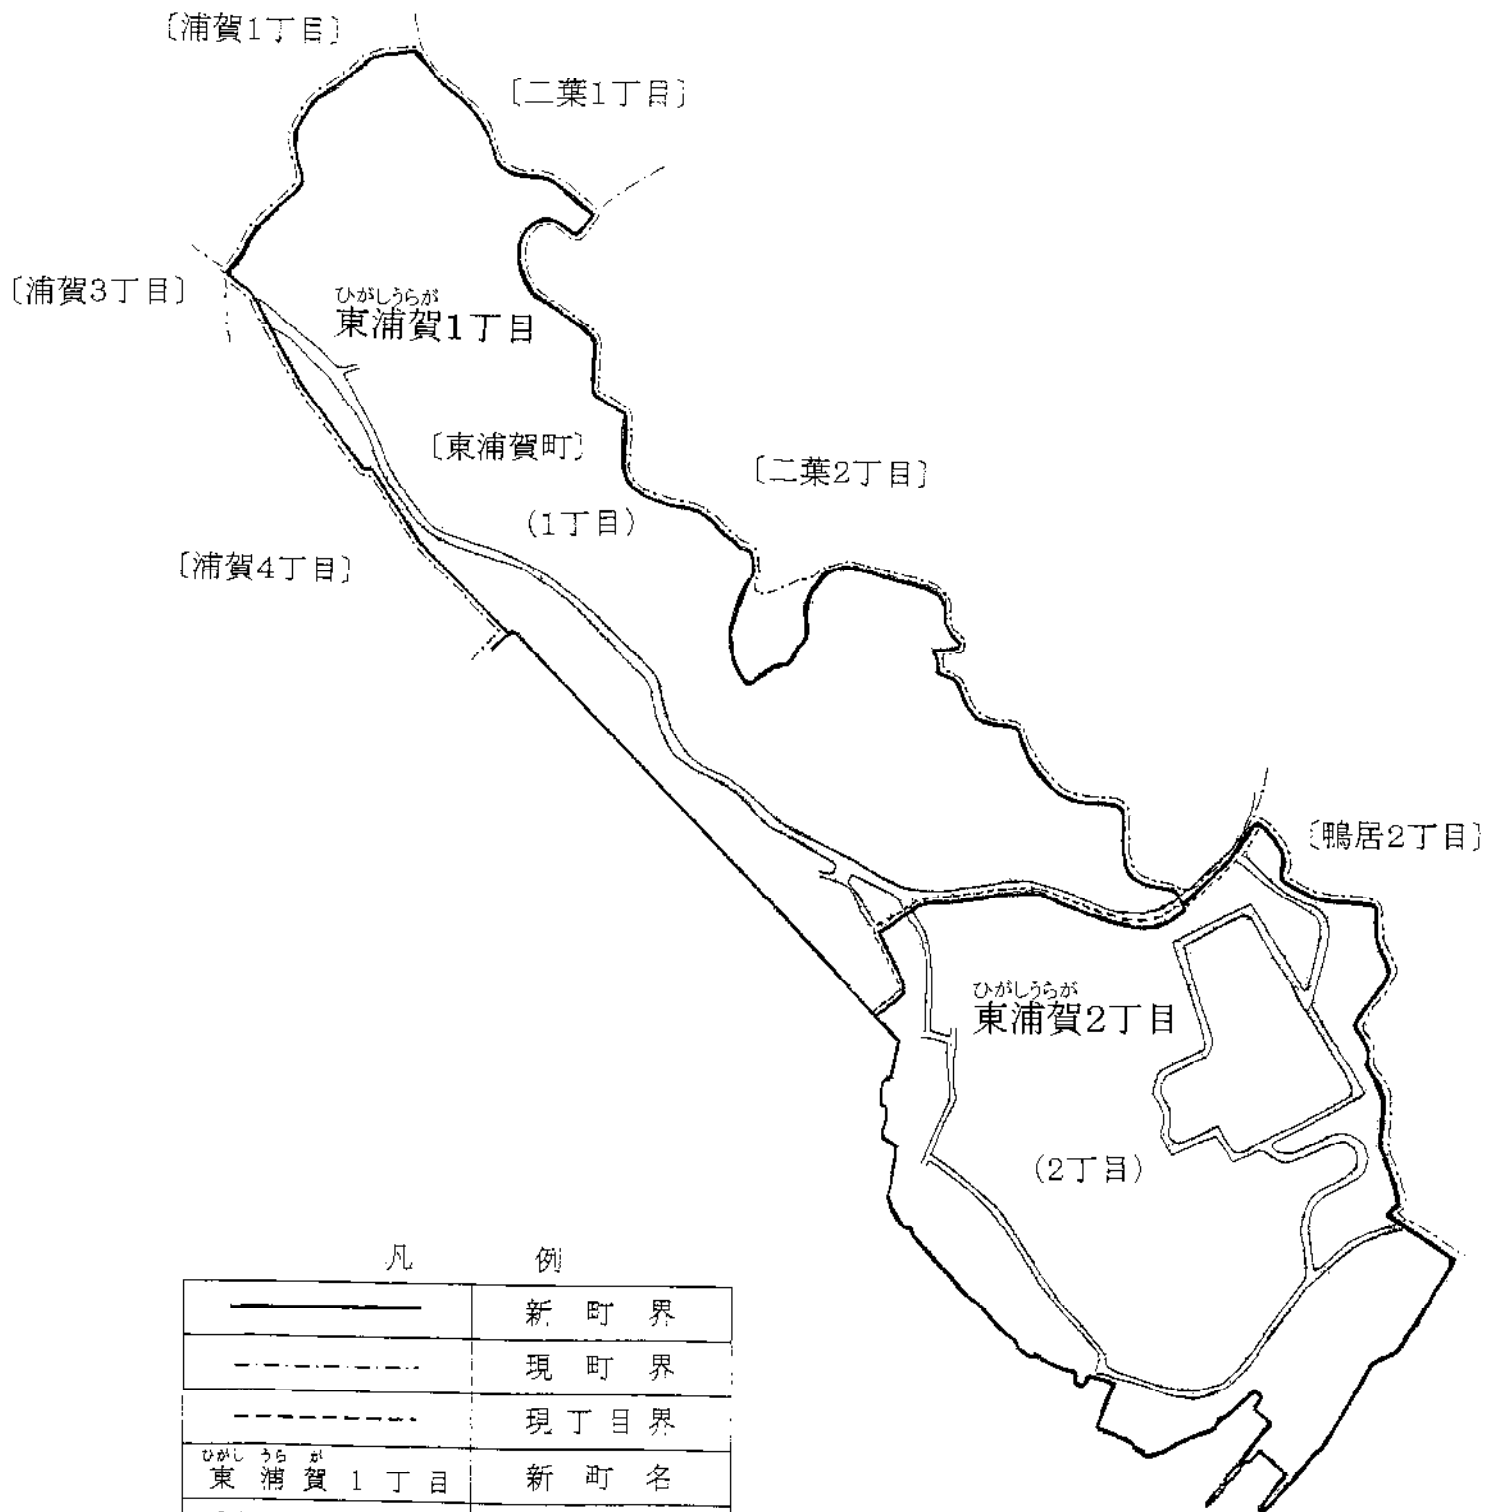 〔浦賀1丁目〕
〔二葉1丁目〕
〔浦賀3丁目〕
ひがしうらが
東浦賀1丁目
〔東浦賀町〕
〔二葉2丁目〕
(1丁目)
〔浦賀4丁目〕
〔鴨居2丁目〕
ひがしうらが
東浦賀2丁目
(2丁目)
凡 例
新 町 界
現 町 界
現 丁 目 界
ひがし うら が
東 浦 賀 1 丁 目 新 町 名